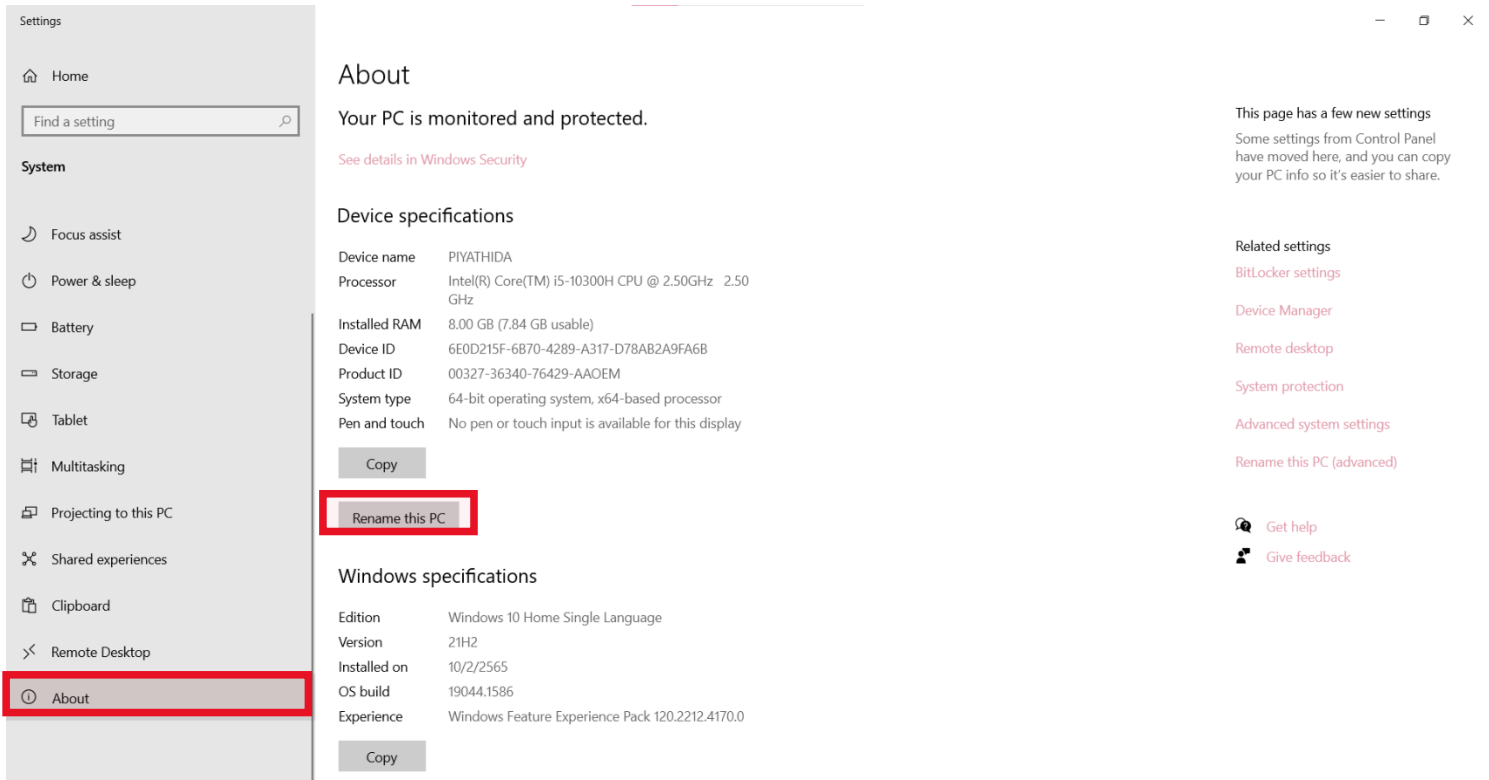 Settings
Home
Find a setting
System
Focus assist
Power & sleep
Battery
Storage
Tablet
Multitasking
Projecting to this PC
Shared experiences
Clipboard
Remote Desktop
About
About
Your PC is monitored and protected.
See details in Windows Security
Device specifications
Device name PIYATHIDA
Processor Intel(R) Core(TM) i5-10300H CPU @ 2.50GHz 2.50
GHz
Installed RAM 8.00 GB (7.84 GB usable)
Device ID 6E0D215F-6B70-4289-A317-D78AB2A9FA6B
Product ID 00327-36340-76429-AAOEM
System type 64-bit operating system, x64-based processor
Pen and touch No pen or touch input is available for this display
Copy
Rename this PC
Windows specifications
Edition Windows 10 Home Single Language
Version 21H2
Installed on 10/2/2565
OS build 19044.1586
Experience Windows Feature Experience Pack 120.2212.4170.0
Copy
This page has a few new settings
Some settings from Control Panel
have moved here, and you can copy
your PC info so it's easier to share.
Related settings
BitLocker settings
Device Manager
Remote desktop
System protection
Advanced system settings
Rename this PC (advanced)
Get help
Give feedback